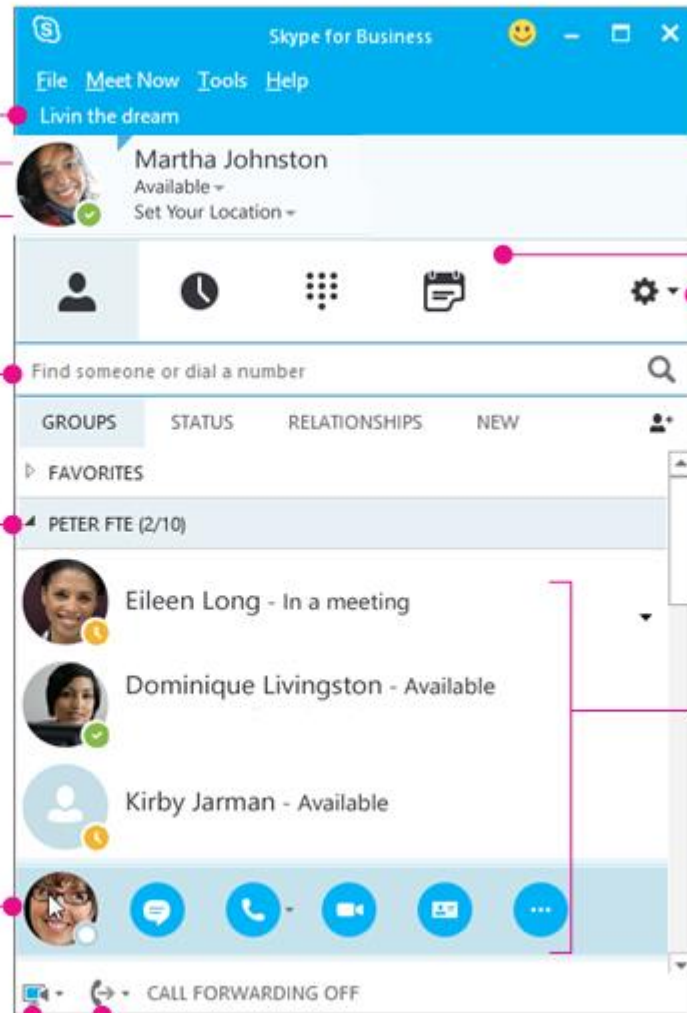 Skype for Business
File Meet Now Tools Help
Livin the dream
Martha Johnston
Available
Set Your Location
Find someone or dial a number
GROUPS STATUS RELATIONSHIPS NEW
FAVORITES
PETER FTE (2/10)
Eileen Long - In a meeting
Dominique Livingston - Available
Kirby Jarman - Available
CALL FORWARDING OFF